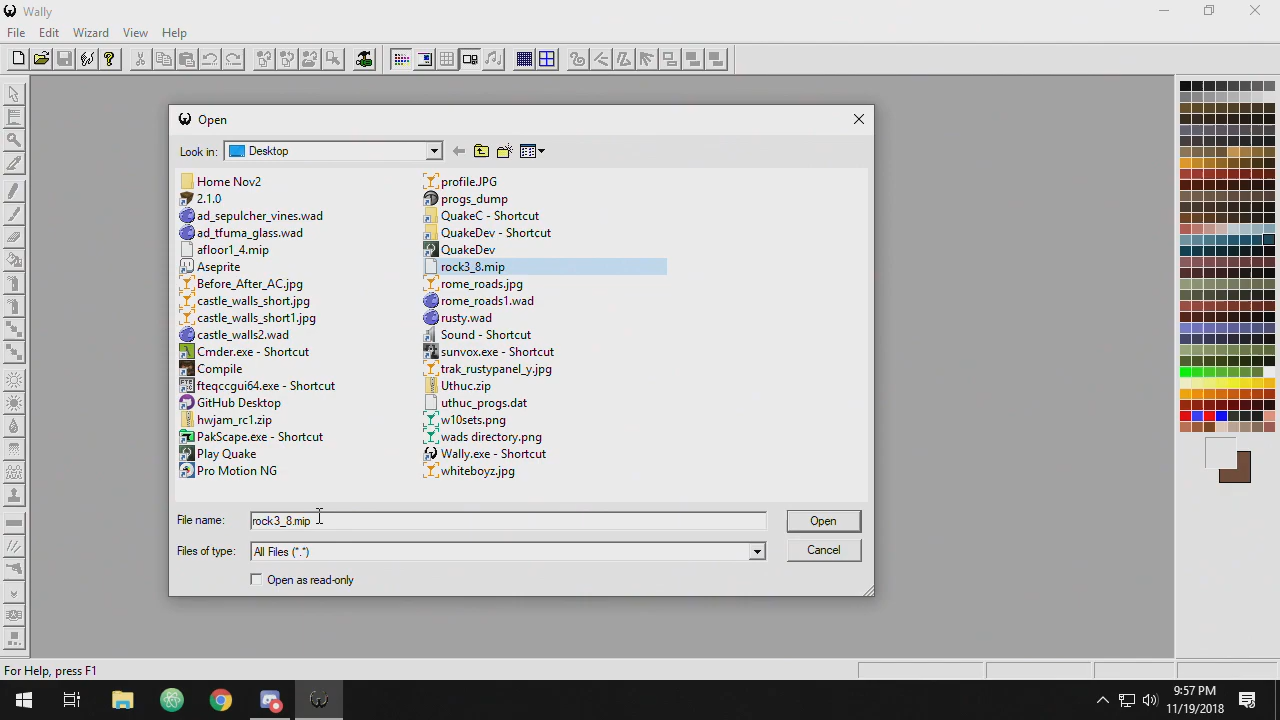 Wally
File Edit Wizard View Help
Open
Look in: Desktop
Home Nov2
2.1.0
ad_sepulcher_vines.wad
ad_tfuma_glass.wad
afloor1_4.mip
Aseprite
Before_After_AC.jpg
castle_walls_short.jpg
castle_walls_short1.jpg
castle_walls2.wad
Cmder.exe - Shortcut
Compile
fteqccgui64.exe - Shortcut
GitHub Desktop
hwjam_rc1.zip
PakScape.exe - Shortcut
Play Quake
Pro Motion NG
profile.JPG
progs_dump
QuakeC - Shortcut
QuakeDev - Shortcut
QuakeDev
rock3_8.mip
rome_roads.jpg
rome_roads1.wad
rusty.wad
Sound - Shortcut
sunvox.exe - Shortcut
trak_rustypanel_y.jpg
Uthuc.zip
uthuc_progs.dat
w10sets.png
wads directory.png
Wally.exe - Shortcut
whiteboyz.jpg
File name: rock3_8.mip Open
Files of type: All Files (*.*) Cancel
Open as read-only
For Help, press F1
9:57 PM
11/19/2018